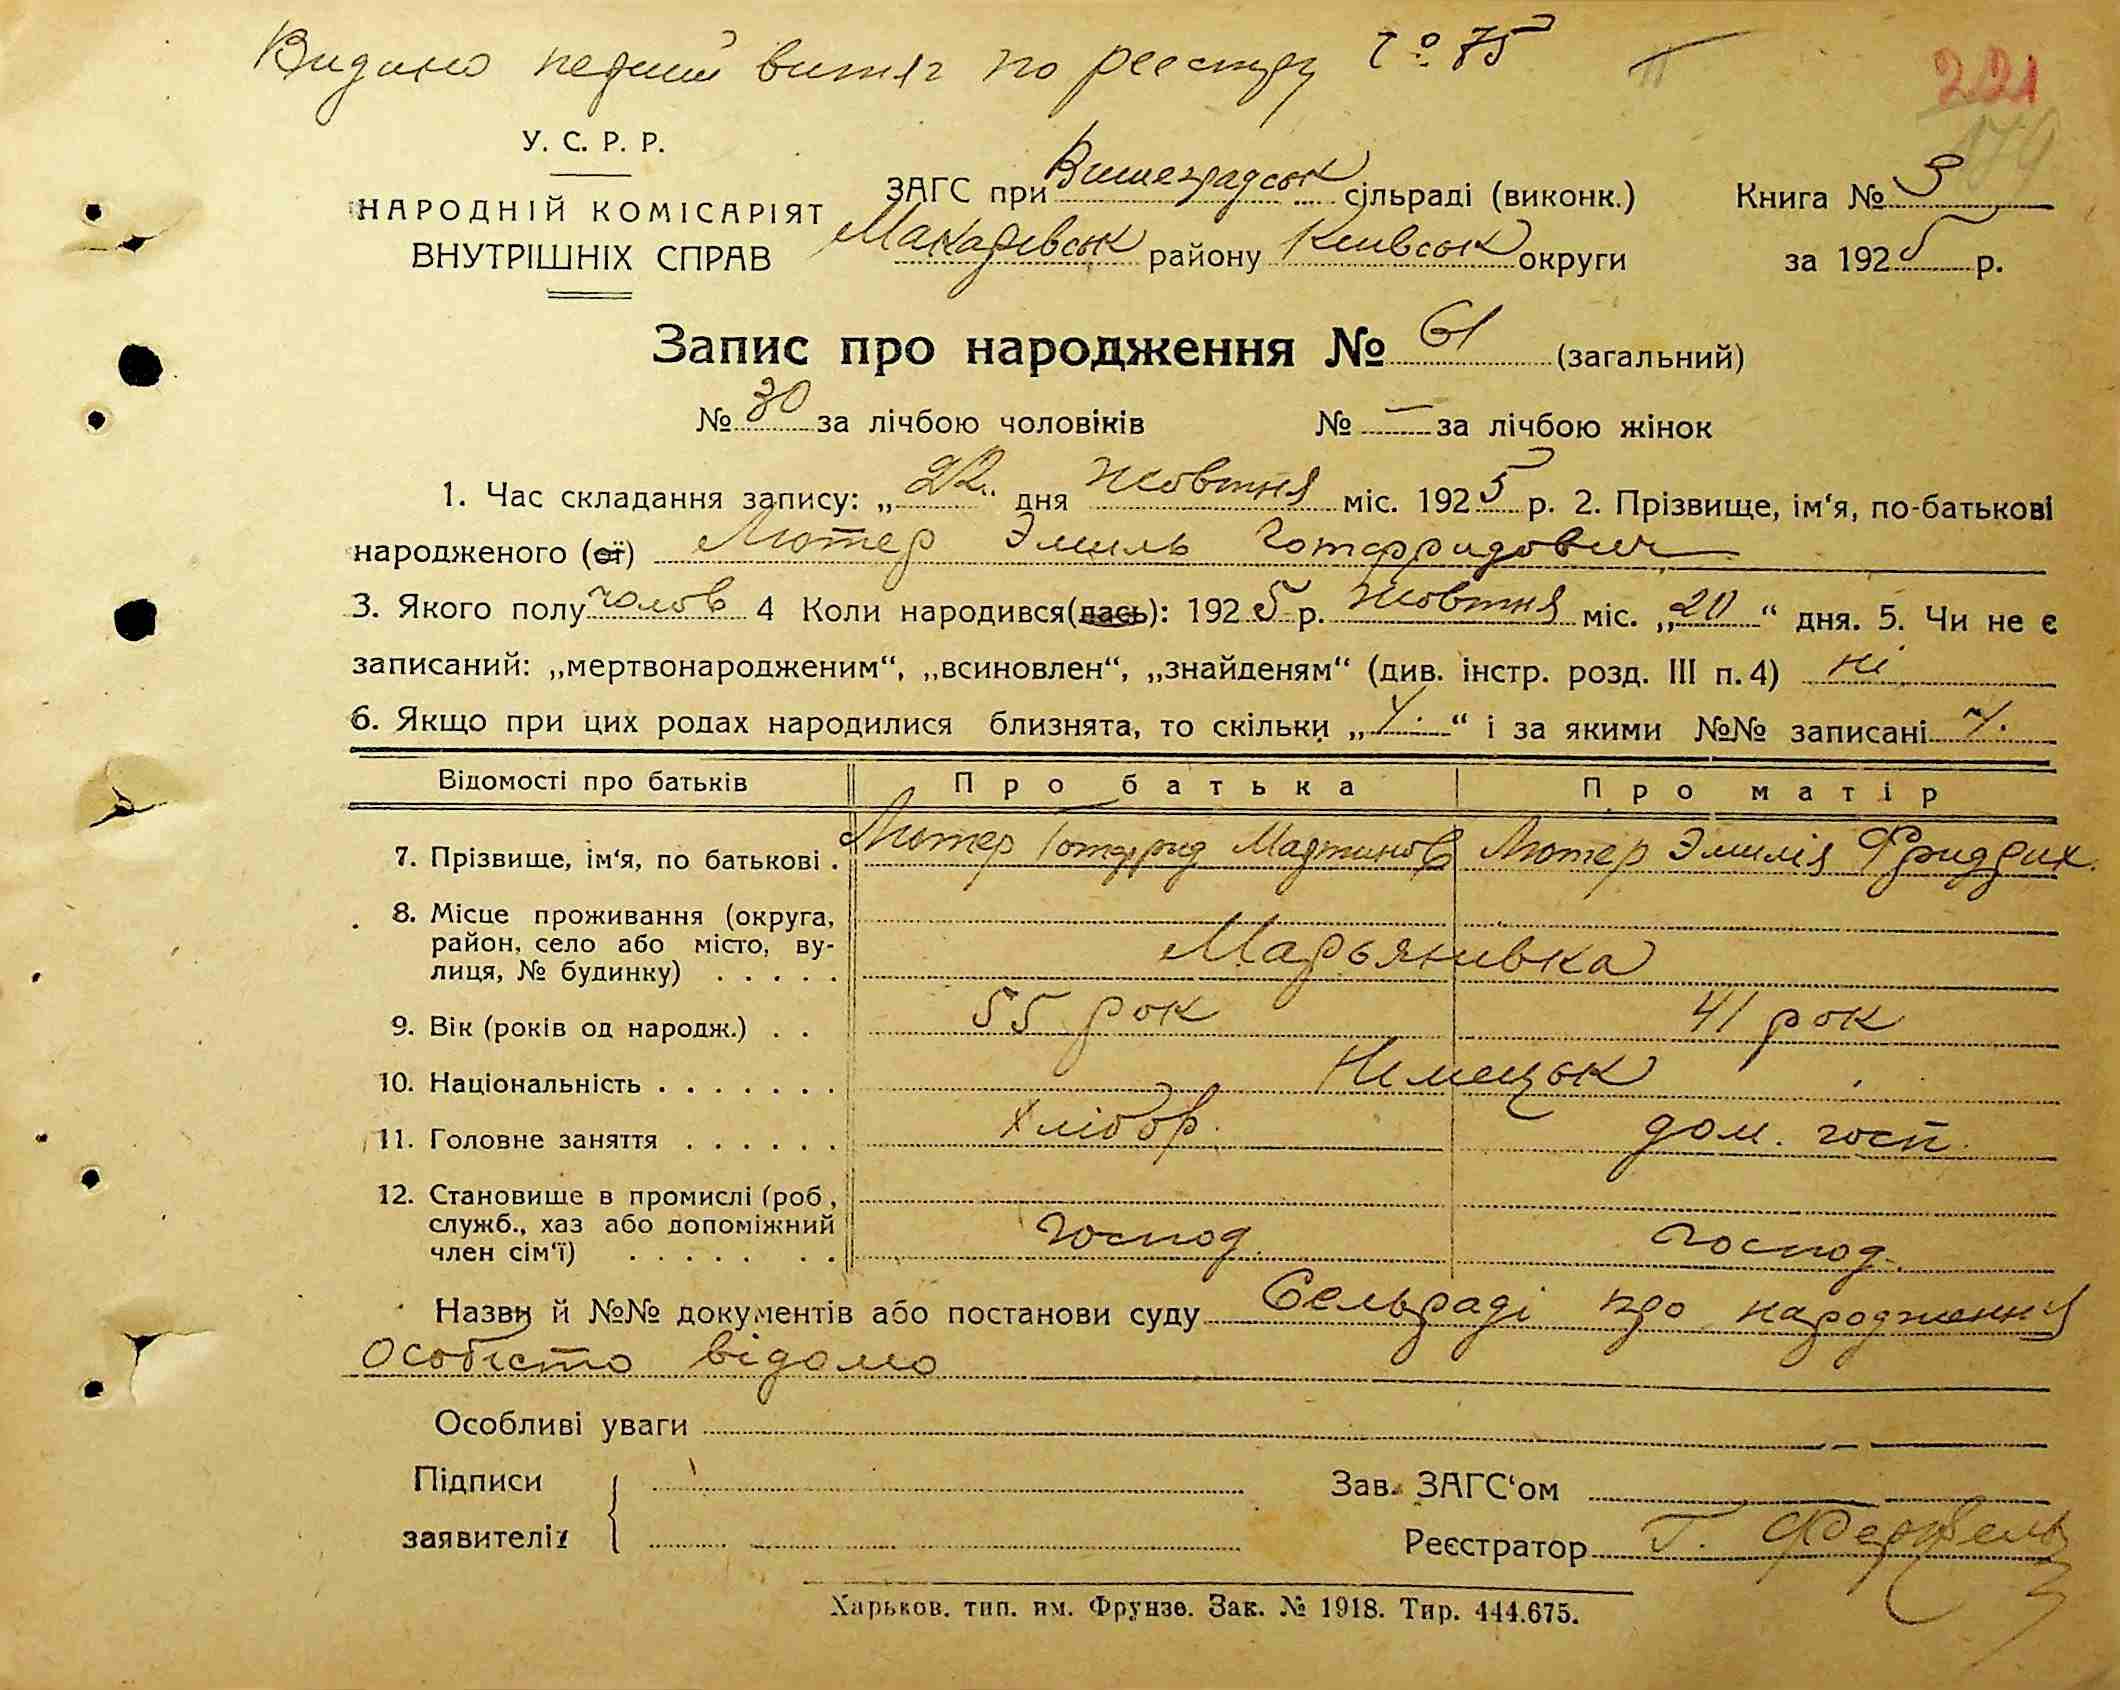 Видано перший витяг по реестру Чо 75
221
179
У. С. Р. Р.
НАРОДНІЙ КОМІСАРІЯТ
ВНУТРІШНІХ СПРАВ
ЗАГС при Вишеградськ сільраді (виконк.)
Макарівськ району Київськ округи
Книга № 3
за 1925 р.
Запис про народження № 61 (загальний)
№ 30 за лічбою чоловіків № — за лічбою жінок
1. Час складання запису: „22" дня жовтня міс. 1925 р. 2. Прізвище, ім'я, по-батькові
народженого (ої) Лютер Эмиль Готфридович
3. Якого полу чолов 4 Коли народився(лась): 1925 р. жовтня міс. „20" дня. 5. Чи не є
записаний: „мертвонародженим", „всиновлен", „знайденям" (див. інстр. розд. III п. 4) ні
6. Якщо при цих родах народилися близнята, то скільки „ " і за якими №№ записані
Відомості про батьків Про батька Про матір
7. Прізвище, ім'я, по батькові . Лютер Готфрид Мартинов Лютер Эмилія Фридрих.
8. Місце проживання (округа,
район, село або місто, ву-
лиця, № будинку) . . . . . Марьянивка
9. Вік (років од народж.) . . 55 рок 41 рок
10. Національність . . . . . . . Німецьк
11. Головне заняття . . . . . . Хлібор. дом. госп.
12. Становище в промислі (роб.,
служб., хаз або допоміжний
член сім'ї) . . . . . . . Господ. Господ.
Назви й №№ документів або постанови суду Сельраді про народження
особисто відомо
Особливі уваги
Підписи
заявителів
Зав. ЗАГС'ом
Реєстратор Г.
Харьков. тип. им. Фрунзе. Зак. № 1918. Тир. 444.675.